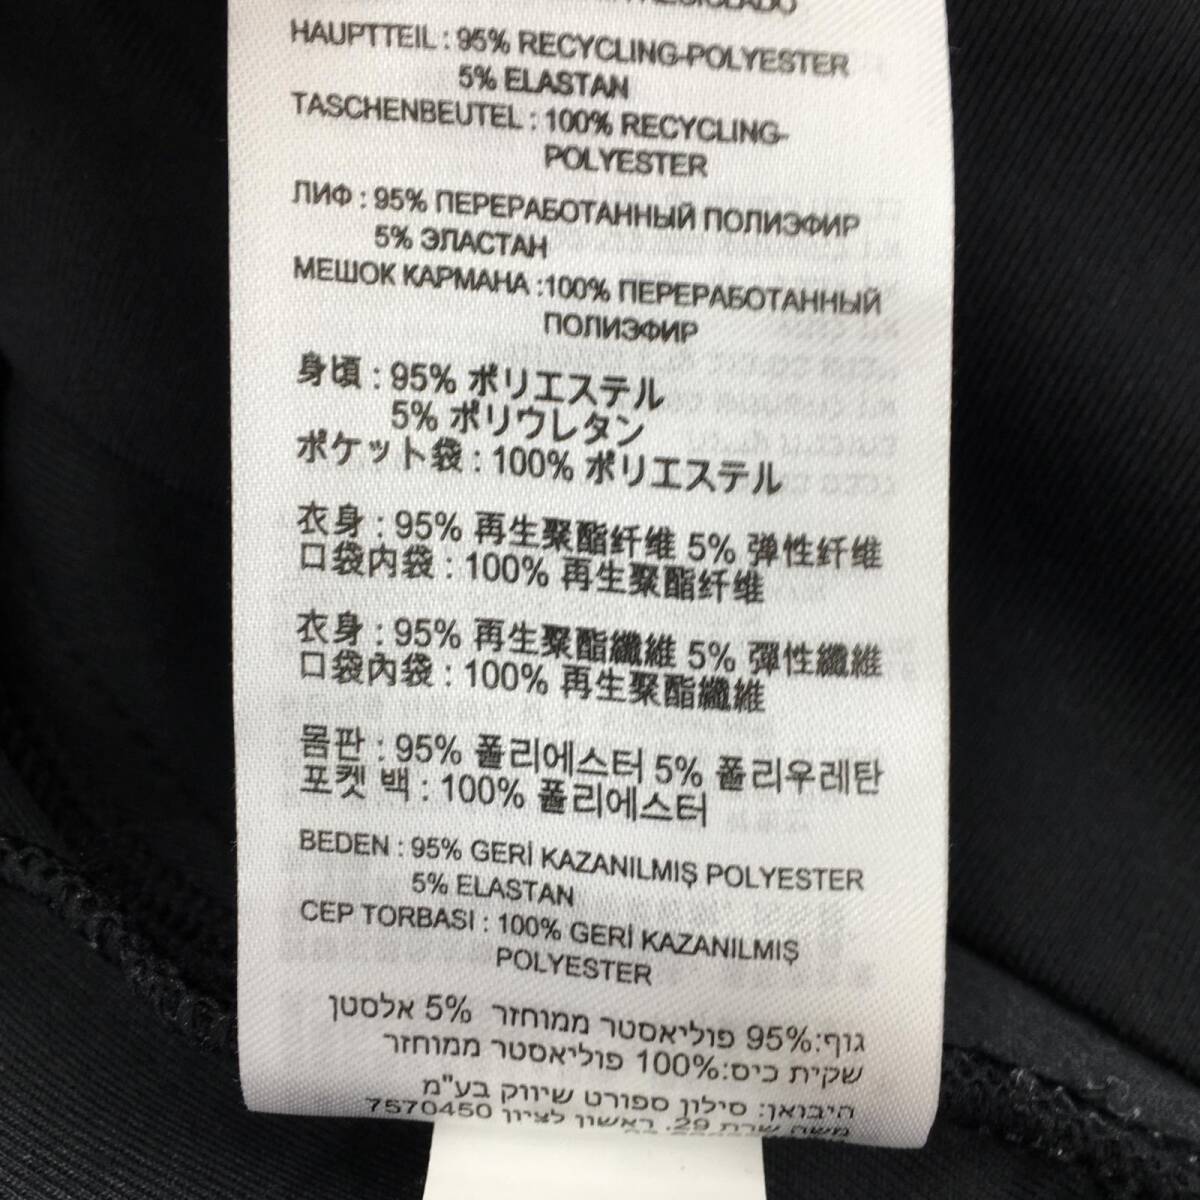 HAUPTTEIL : 95% RECYCLING-POLYESTER
5% ELASTAN
TASCHENBEUTEL : 100% RECYCLING-
POLYESTER
ЛИФ : 95% ПЕРЕРАБОТАННЫЙ ПОЛИЭФИР
5% ЭЛАСТАН
МЕШОК КАРМАНА :100% ПЕРЕРАБОТАННЫЙ
ПОЛИЭФИР
身頃 : 95% ポリエステル
5% ポリウレタン
ポケット袋 : 100% ポリエステル
衣身 : 95% 再生聚酯纤维 5% 弹性纤维
口袋内袋 : 100% 再生聚酯纤维
衣身 : 95% 再生聚酯纖維 5% 彈性纖維
口袋內袋 : 100% 再生聚酯纖維
몸판 : 95% 폴리에스터 5% 폴리우레탄
포켓 백 : 100% 폴리에스터
BEDEN : 95% GERİ KAZANILMIŞ POLYESTER
5% ELASTAN
CEP TORBASI : 100% GERİ KAZANILMIŞ
POLYESTER
גוף:95% פוליאסטר ממוחזר 5% אלסטן
שקית כיס:100% פוליאסטר ממוחזר
היבואן: סילון ספורט שיווק בע"מ
משה שרת 29. ראשון לציון 7570450